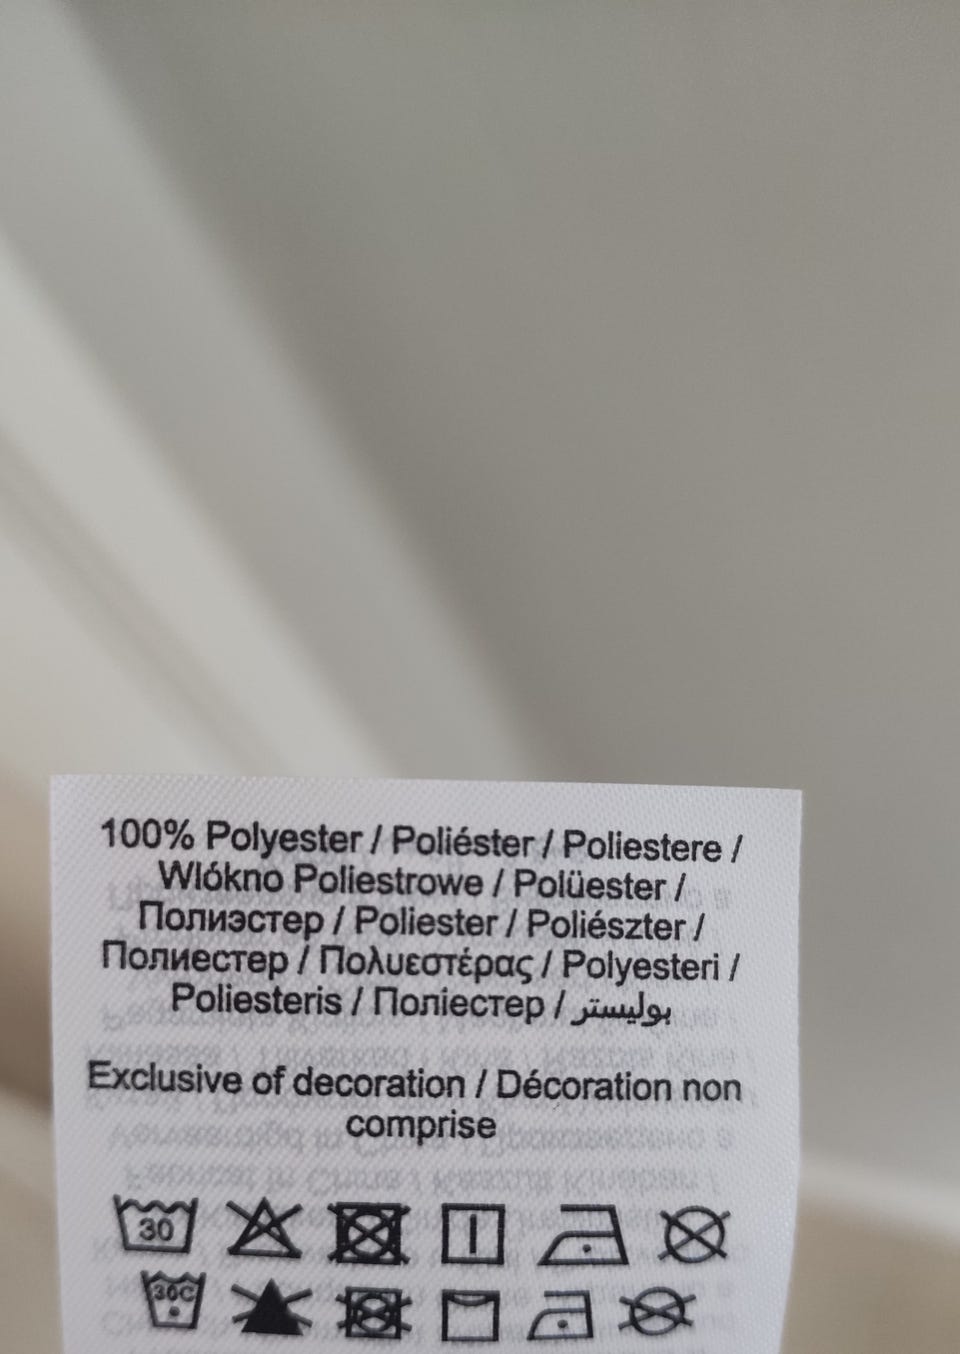 100% Polyester / Poliéster / Poliestere /
Wlókno Poliestrowe / Polüester /
Полиэстер / Poliester / Poliészter /
Полиестер / Πολυεστέρας / Polyesteri /
Poliesteris / Поліестер / بوليستر
Exclusive of decoration / Décoration non
comprise
30
30C